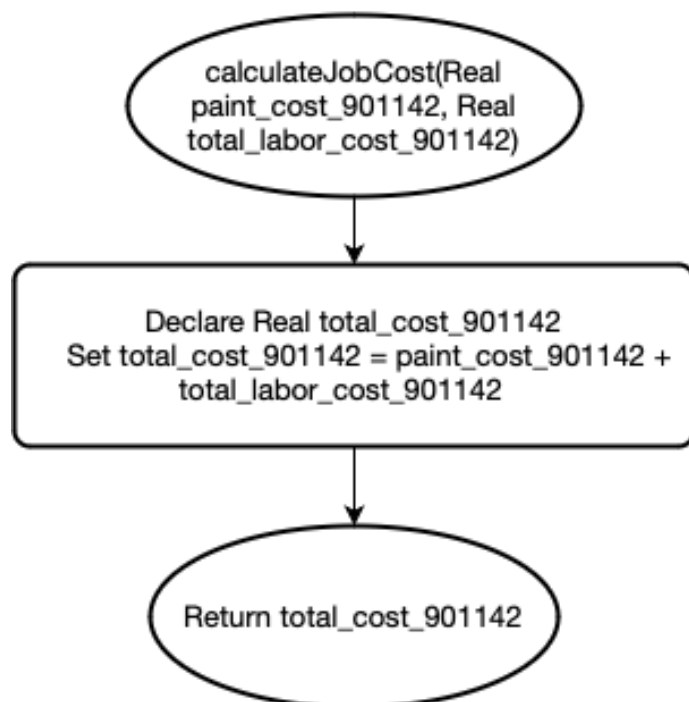 calculateJobCost(Real
paint_cost_901142, Real
total_labor_cost_901142)
Declare Real total_cost_901142
Set total_cost_901142 = paint_cost_901142 +
total_labor_cost_901142
Return total_cost_901142